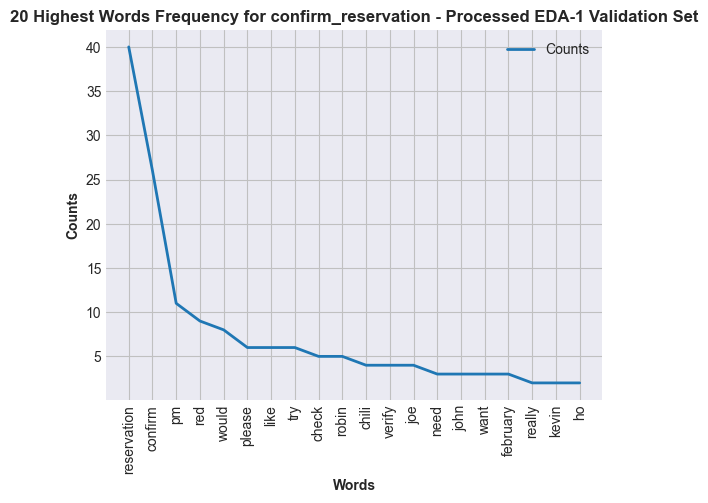 20 Highest Words Frequency for confirm_reservation - Processed EDA-1 Validation Set
Counts
40
35
30
25
20
15
10
5
Counts
reservation
confirm
pm
red
would
please
like
try
check
robin
chili
verify
joe
need
john
want
february
really
kevin
ho
Words